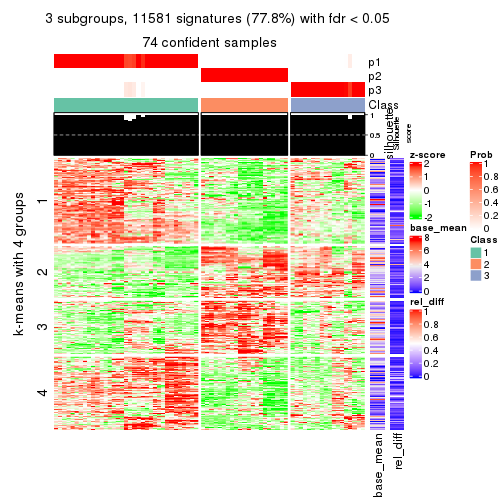 3 subgroups, 11581 signatures (77.8%) with fdr < 0.05
74 confident samples
p1
p2
p3
Class
1
0.5
0
silhouette
Silhouette
score
k-means with 4 groups
1
2
3
4
base_mean
rel_diff
z-score
2
1
0
-1
-2
base_mean
8
6
4
2
0
rel_diff
1
0.8
0.6
0.4
0.2
0
Prob
1
0.8
0.6
0.4
0.2
0
Class
1
2
3